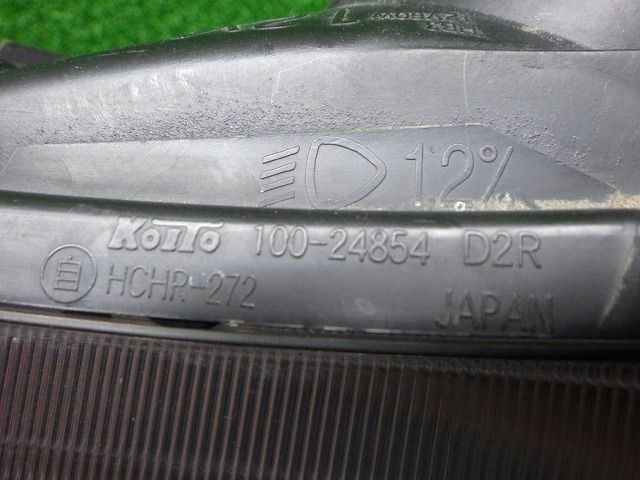 12%
KOITO 100-24854 D2R
自 HCHR-272 JAPAN